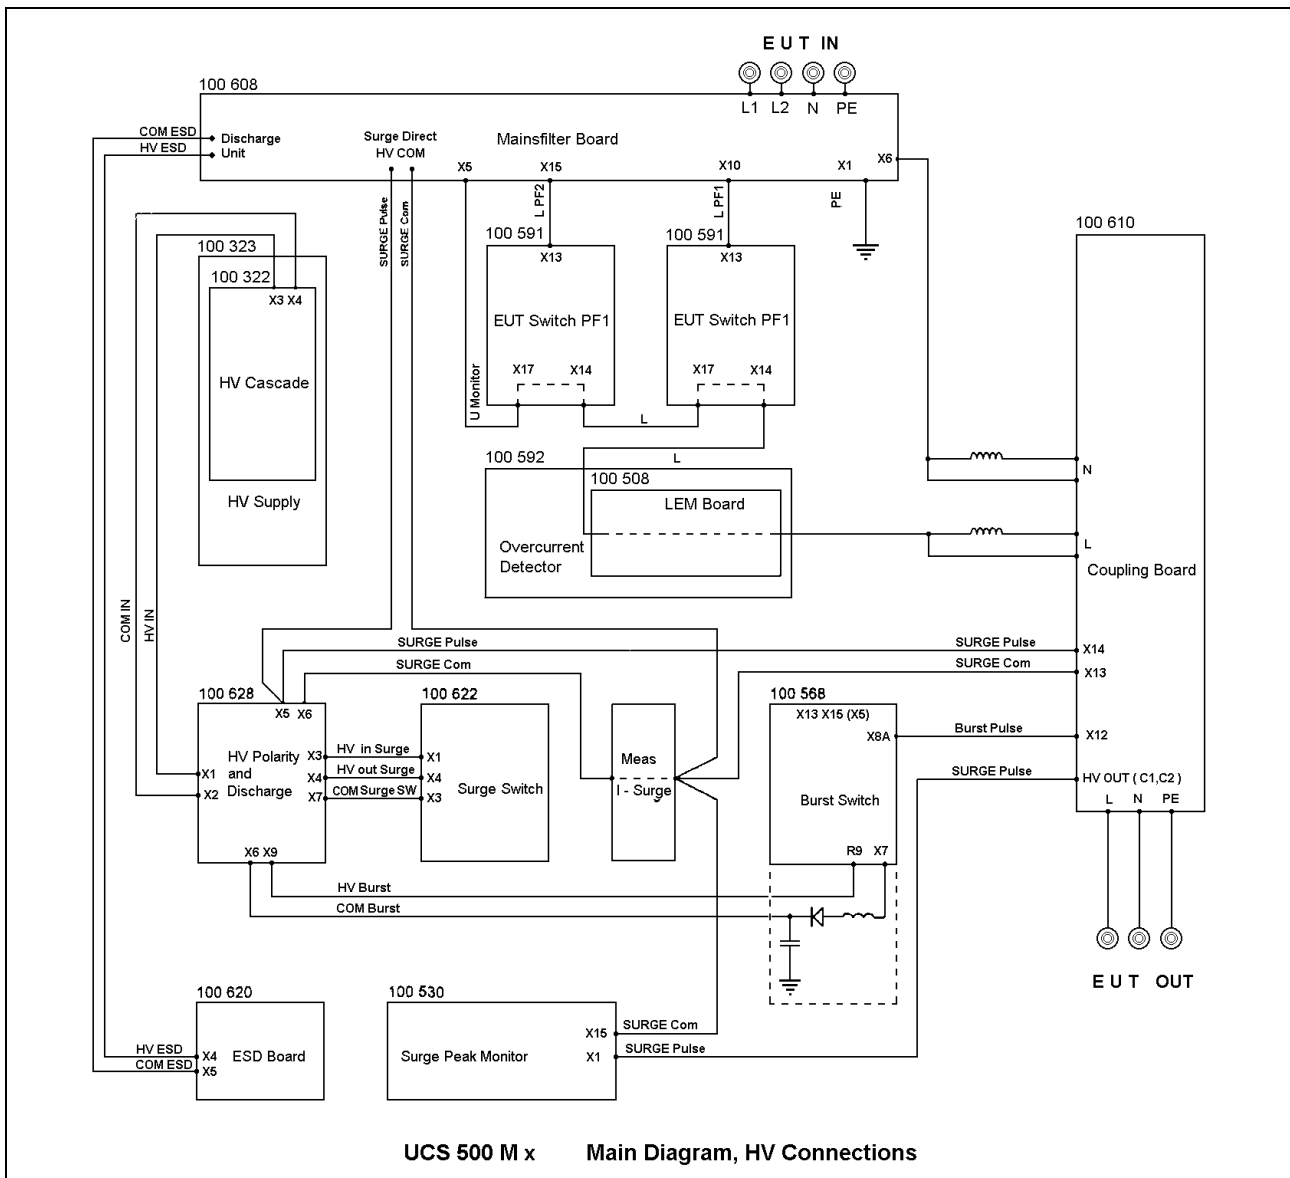 E U T IN
100 608
L1 L2 N PE
COM ESD
HV ESD
Discharge
Unit
Surge Direct
HV COM
Mainsfilter Board
X5 X15 X10 X1 X6
SURGE Pulse
SURGE Com
L PF2
L PF1
PE
100 591
X13
EUT Switch PF1
X17 X14
100 591
X13
EUT Switch PF1
X17 X14
U Monitor
L
L
100 610
100 323
100 322
X3 X4
HV Cascade
HV Supply
COM IN
HV IN
100 592
100 508
LEM Board
Overcurrent
Detector
N
L
Coupling Board
SURGE Pulse
SURGE Pulse
X14
SURGE Com
SURGE Com
X13
100 628
X5 X6
HV Polarity
and
Discharge
X1
X2
X3
X4
X7
X6 X9
HV in Surge
HV out Surge
COM Surge SW
100 622
X1
X4
X3
Surge Switch
Meas
I - Surge
100 568
X13 X15 (X5)
X8A
Burst Switch
R9 X7
Burst Pulse
X12
SURGE Pulse
HV OUT ( C1,C2 )
L N PE
HV Burst
COM Burst
E U T OUT
100 620
HV ESD
COM ESD
X4
X5
ESD Board
100 530
Surge Peak Monitor
X15
X1
SURGE Com
SURGE Pulse
UCS 500 M x Main Diagram, HV Connections